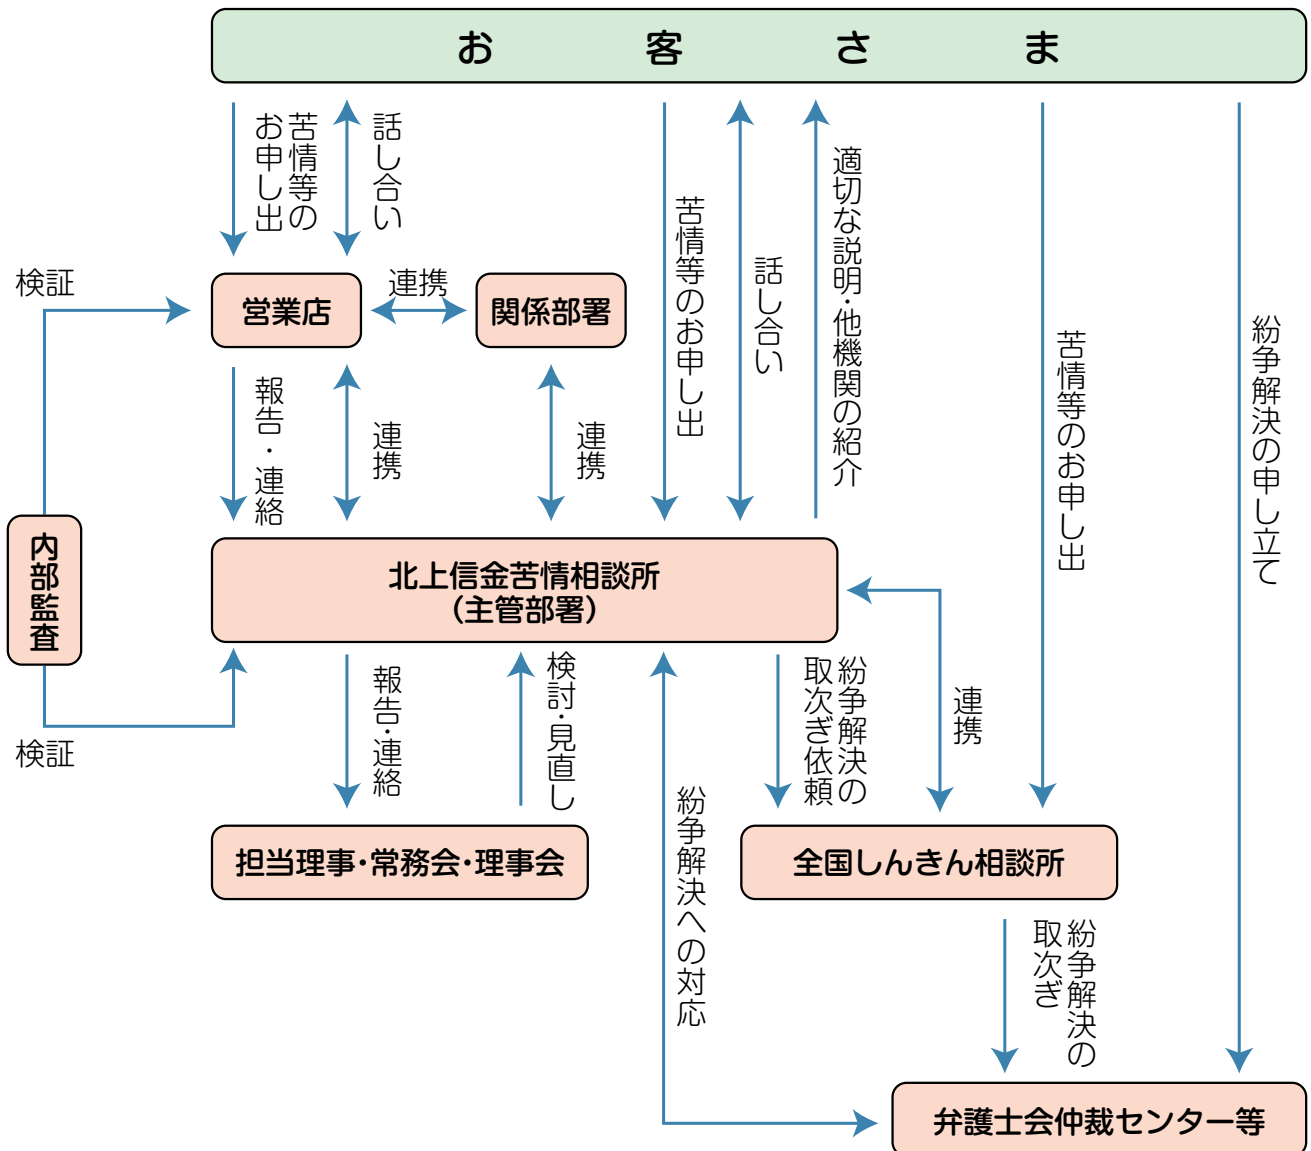 お客さま
苦情等の
お申し出
話し合い
苦情等のお申し出
話し合い
適切な説明・他機関の紹介
苦情等のお申し出
紛争解決の申し立て
検証
営業店
連携
関係部署
報告・連絡
連携
連携
内部監査
北上信金苦情相談所
(主管部署)
検証
報告・連絡
検討・見直し
紛争解決への対応
紛争解決の
取次ぎ依頼
連携
担当理事・常務会・理事会
全国しんきん相談所
紛争解決の
取次ぎ
弁護士会仲裁センター等